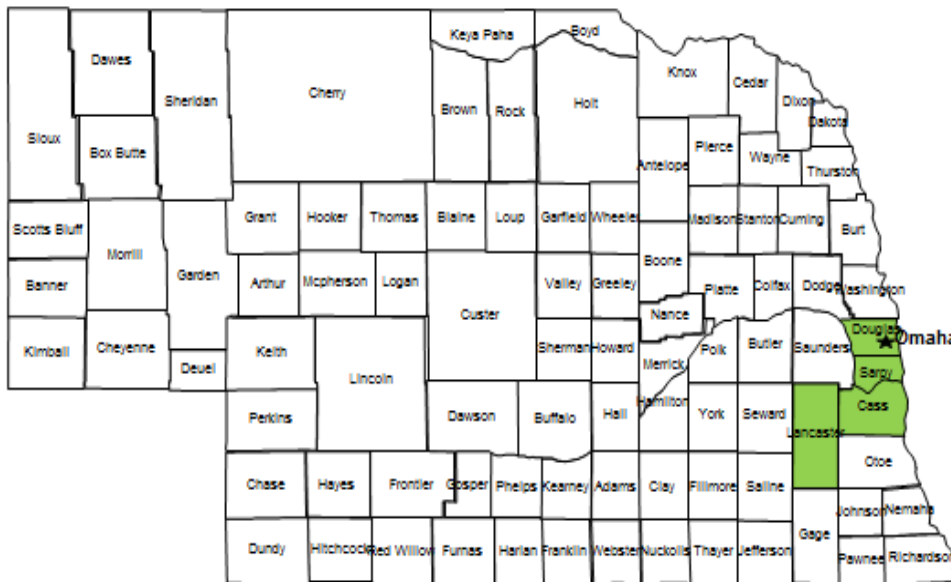 Keya Paha
Boyd
Dawes
Sheridan
Cherry
Brown
Rock
Holt
Knox
Cedar
Dixon
Dakota
Sioux
Box Butte
Antelope
Pierce
Wayne
Thurston
Scotts Bluff
Morrill
Garden
Grant
Hooker
Thomas
Blaine
Loup
Garfield
Wheeler
Madison
Stanton
Cuming
Burt
Banner
Arthur
Mcpherson
Logan
Custer
Valley
Greeley
Boone
Platte
Colfax
Dodge
Washington
Kimball
Cheyenne
Deuel
Keith
Lincoln
Sherman
Howard
Nance
Merrick
Polk
Butler
Saunders
Douglas
Omaha
Sarpy
Perkins
Dawson
Buffalo
Hall
Hamilton
York
Seward
Lancaster
Cass
Otoe
Chase
Hayes
Frontier
Gosper
Phelps
Kearney
Adams
Clay
Fillmore
Saline
Gage
Johnson
Nemaha
Dundy
Hitchcock
Red Willow
Furnas
Harlan
Franklin
Webster
Nuckolls
Thayer
Jefferson
Pawnee
Richardson